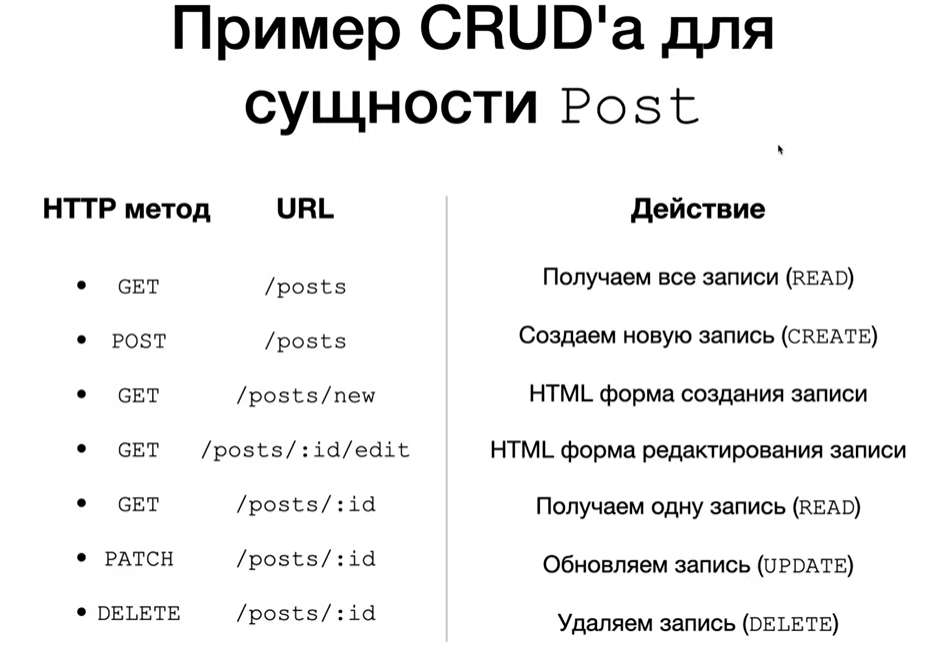 Пример CRUD'а для
сущности Post
HTTP метод URL Действие
• GET /posts Получаем все записи (READ)
• POST /posts Создаем новую запись (CREATE)
• GET /posts/new HTML форма создания записи
• GET /posts/:id/edit HTML форма редактирования записи
• GET /posts/:id Получаем одну запись (READ)
• PATCH /posts/:id Обновляем запись (UPDATE)
• DELETE /posts/:id Удаляем запись (DELETE)